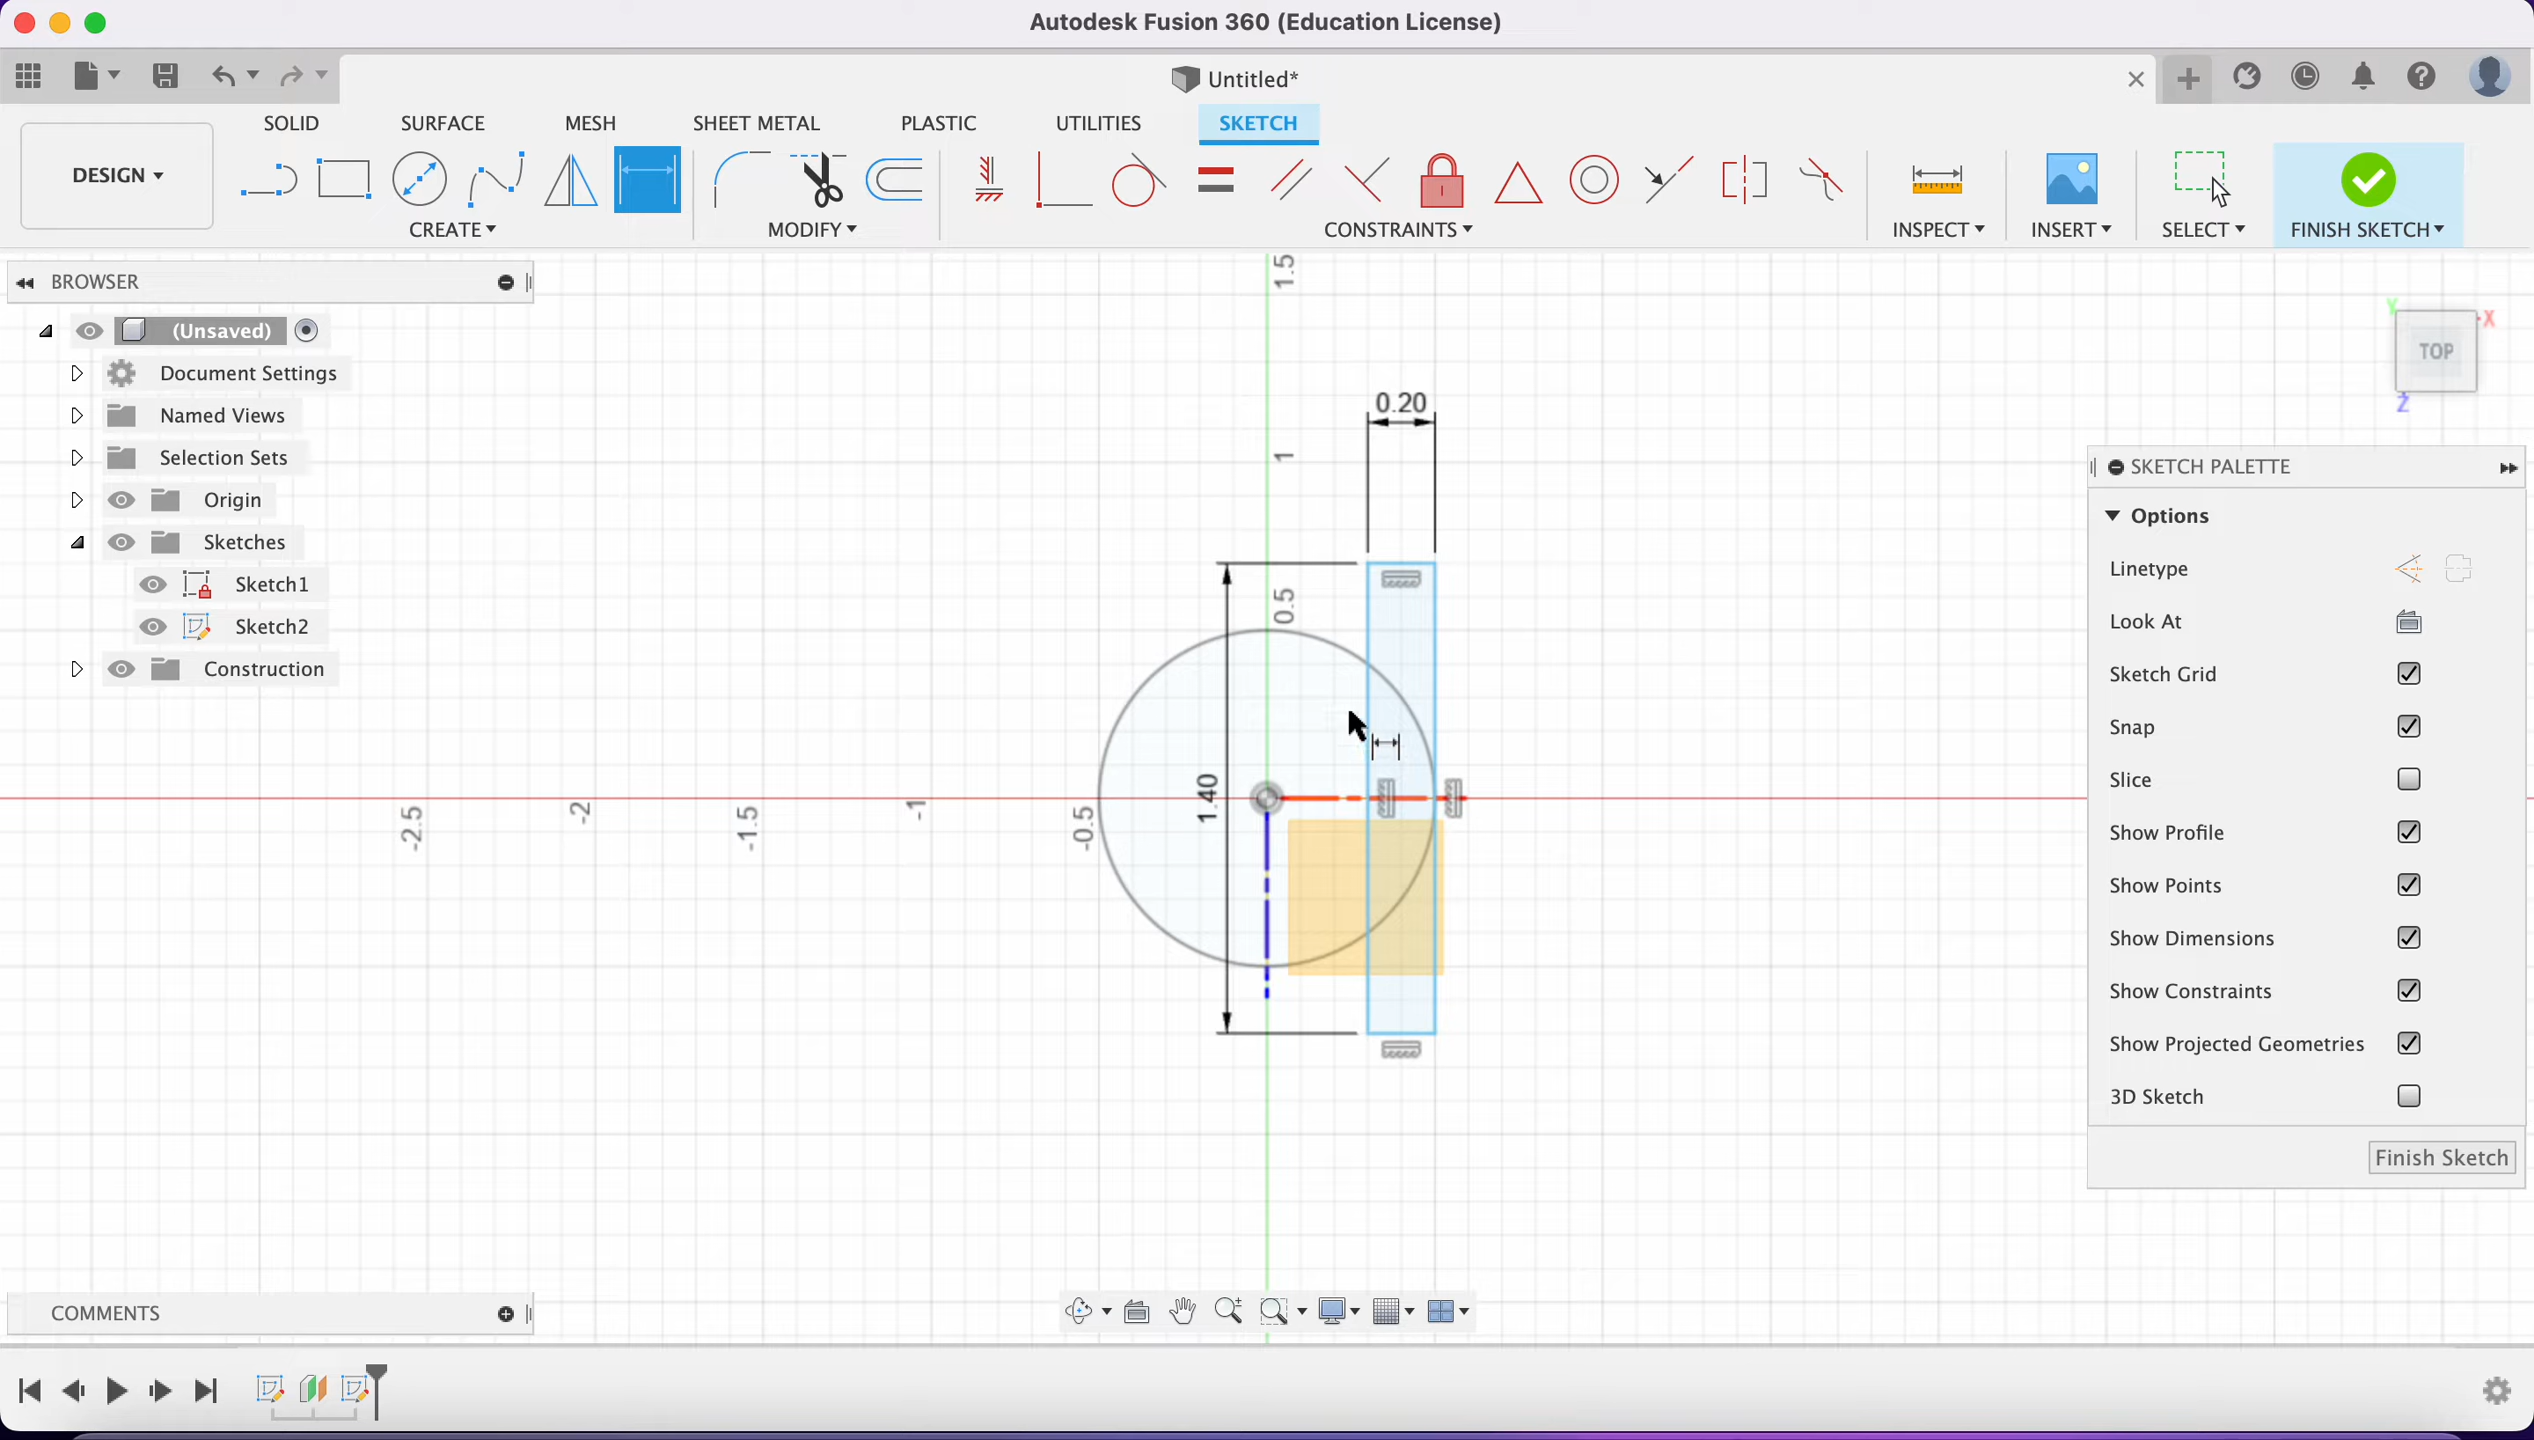 Autodesk Fusion 360 (Education License)
Untitled*
SOLID SURFACE MESH SHEET METAL PLASTIC UTILITIES SKETCH
DESIGN
CREATE MODIFY CONSTRAINTS INSPECT INSERT SELECT FINISH SKETCH
BROWSER
(Unsaved)
Document Settings
Named Views
Selection Sets
Origin
Sketches
Sketch1
Sketch2
Construction
1.5
1
0.5
-0.5
-1
-1.5
-2
-2.5
0.20
1.40
Y
X
TOP
Z
SKETCH PALETTE
Options
Linetype
Look At
Sketch Grid
Snap
Slice
Show Profile
Show Points
Show Dimensions
Show Constraints
Show Projected Geometries
3D Sketch
Finish Sketch
COMMENTS